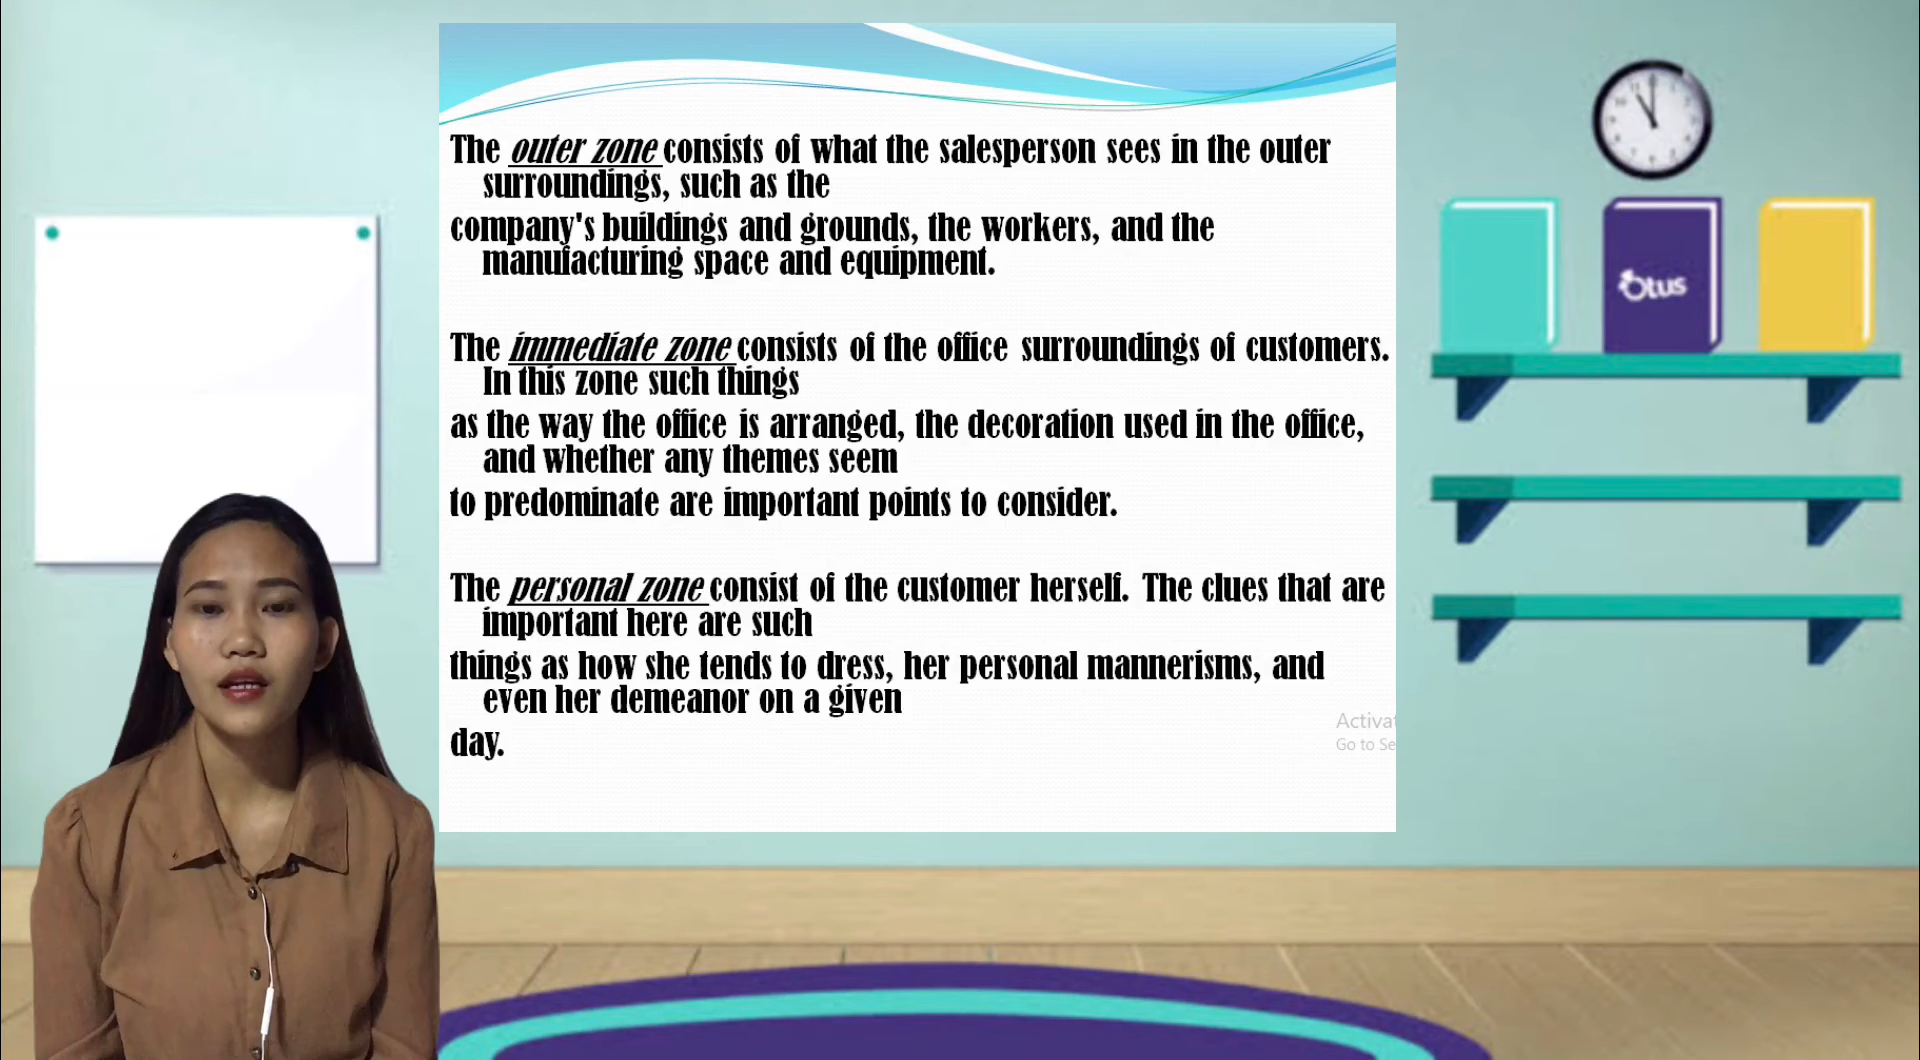 The outer zone consists of what the salesperson sees in the outer
surroundings, such as the
company's buildings and grounds, the workers, and the
manufacturing space and equipment.
The immediate zone consists of the office surroundings of customers.
In this zone such things
as the way the office is arranged, the decoration used in the office,
and whether any themes seem
to predominate are important points to consider.
The personal zone consist of the customer herself. The clues that are
important here are such
things as how she tends to dress, her personal mannerisms, and
even her demeanor on a given
day.
Activat
Go to Se
Otus